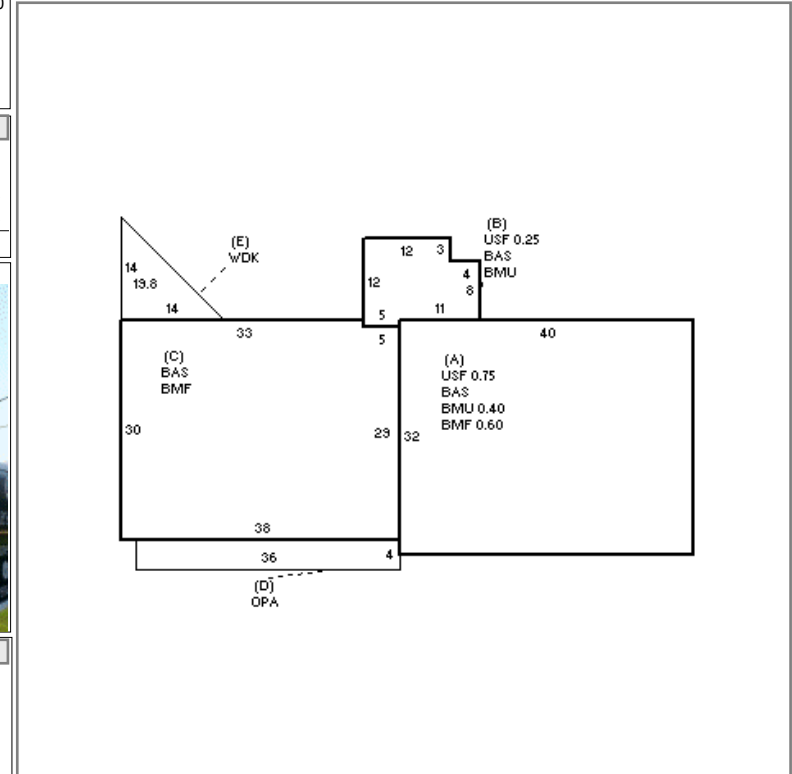 (B)
USF 0.25
BAS
BMU
(E)
WDK
12
3
14
19.8
12
4
8
14
5
11
33
5
40
(C)
BAS
BMF
(A)
USF 0.75
BAS
BMU 0.40
BMF 0.60
30
29
32
38
36
4
(D)
OPA